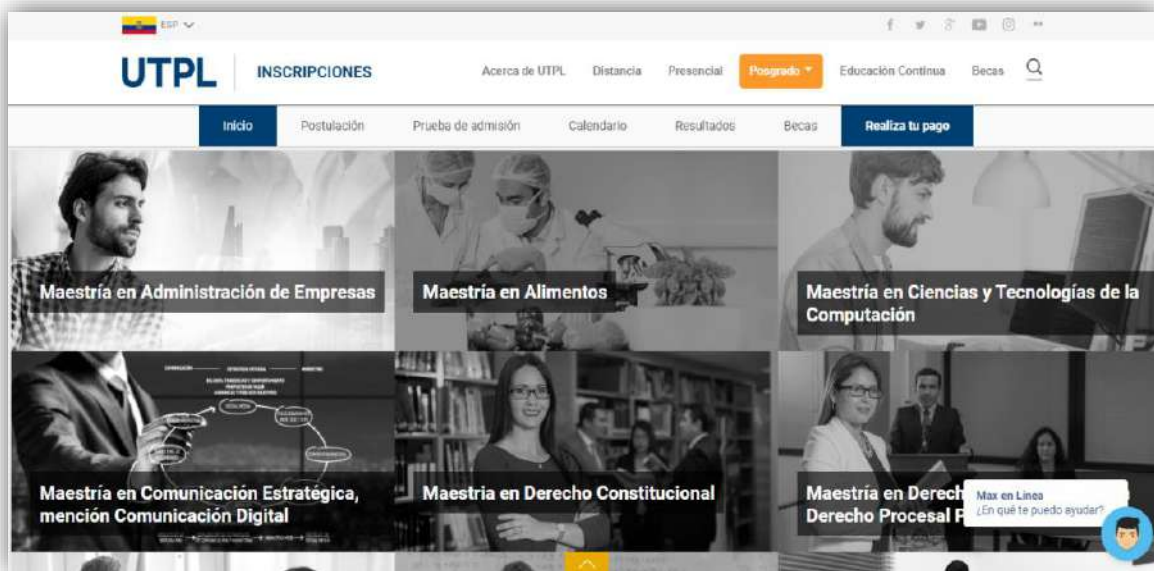 ESP
UTPL
INSCRIPCIONES
Acerca de UTPL Distancia Presencial Posgrado Educación Continua Becas
Inicio Postulación Prueba de admisión Calendario Resultados Becas Realiza tu pago
Maestría en Administración de Empresas
Maestría en Alimentos
Maestría en Ciencias y Tecnologías de la
Computación
Maestría en Comunicación Estratégica,
mención Comunicación Digital
Maestria en Derecho Constitucional
Maestría en Derech
Derecho Procesal P
Max en Línea
¿En qué te puedo ayudar?